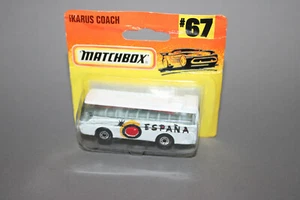 IKARUS COACH
#67
MATCHBOX
ESPAÑA